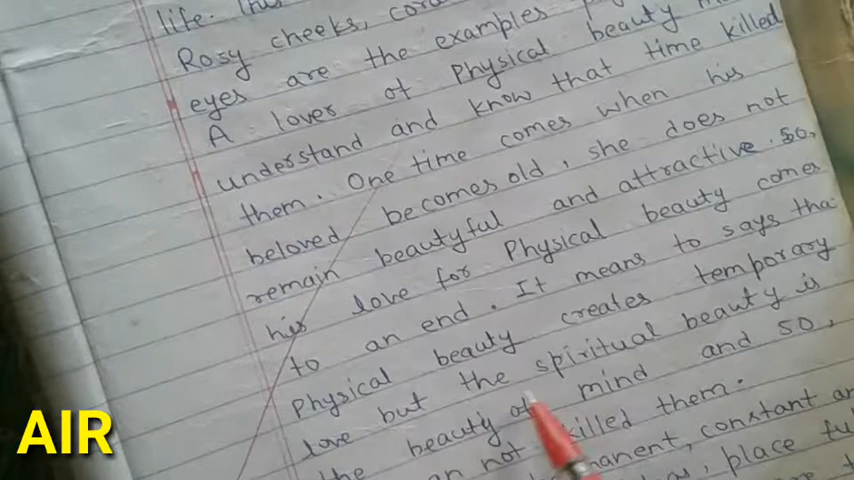 life. This
Rosy cheeks,
eyes are the examples
A lover of Physical beauty
understand and know that time killed
them. One time comes when his
beloved becomes old, she does not
remain beautyful and attractive. So,
his love for Physical beauty comes
to an end. It means to says tha
Physical beauty creates temporary
love but the spiritual beauty is
the beauty of mind and so,
not killed them.
constant
place
AIR